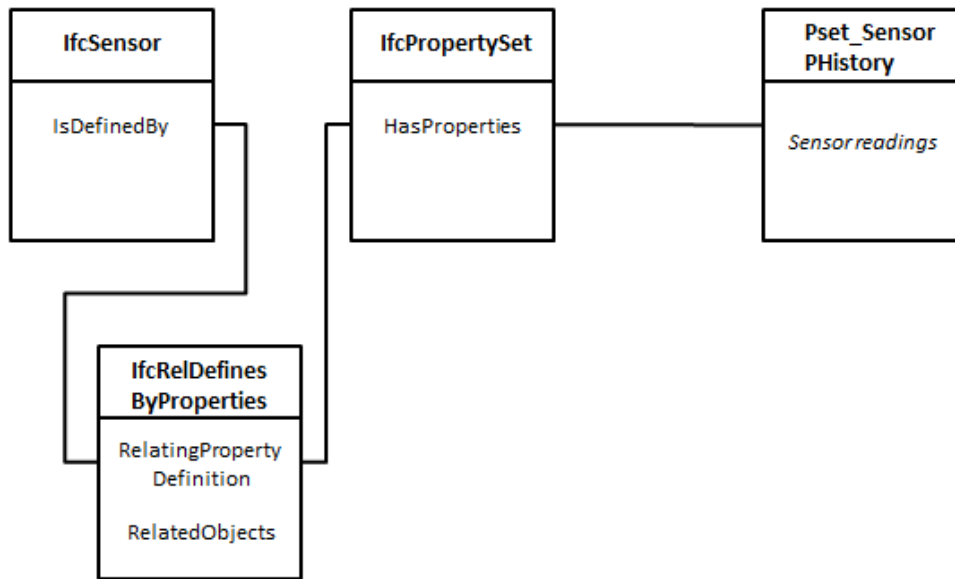 IfcSensor
IsDefinedBy
IfcPropertySet
HasProperties
Pset_Sensor
PHistory
Sensor readings
IfcRelDefines
ByProperties
RelatingProperty
Definition
RelatedObjects